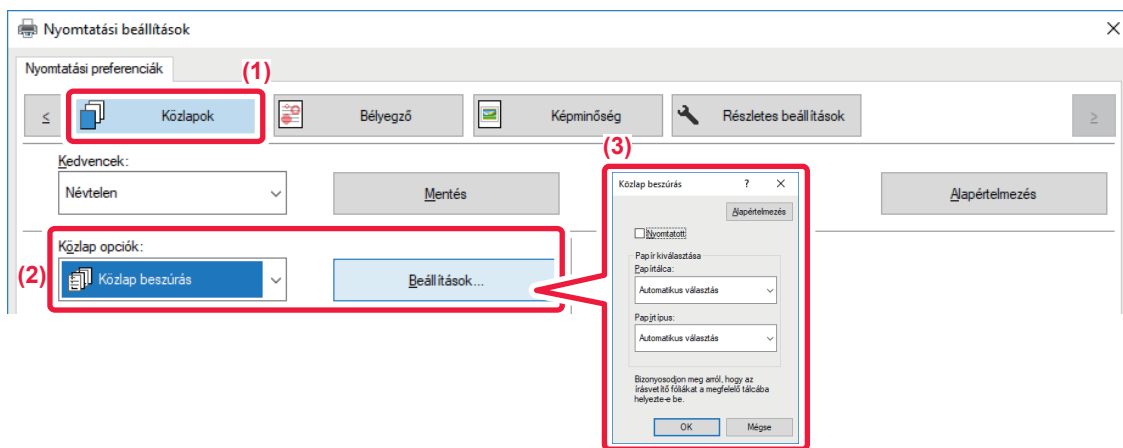 Nyomtatási beállítások
Nyomtatási preferenciák
(1)
<
Közlapok
Bélyegző
Képminőség
Részletes beállítások
>
(3)
Kedvencek:
Névtelen
Mentés
Alapértelmezés
Közlap opciók:
(2)
Közlap beszúrás
Beállítások...
Közlap beszúrás
?
Alapértelmezés
Nyomtatott
Papír kiválasztása
Papírtálca:
Automatikus választás
Papírtípus:
Automatikus választás
Bizonyosodjon meg arról, hogy az
írásvetítő fóliákat a megfelelő tálcába
helyezte-e be.
OK
Mégse